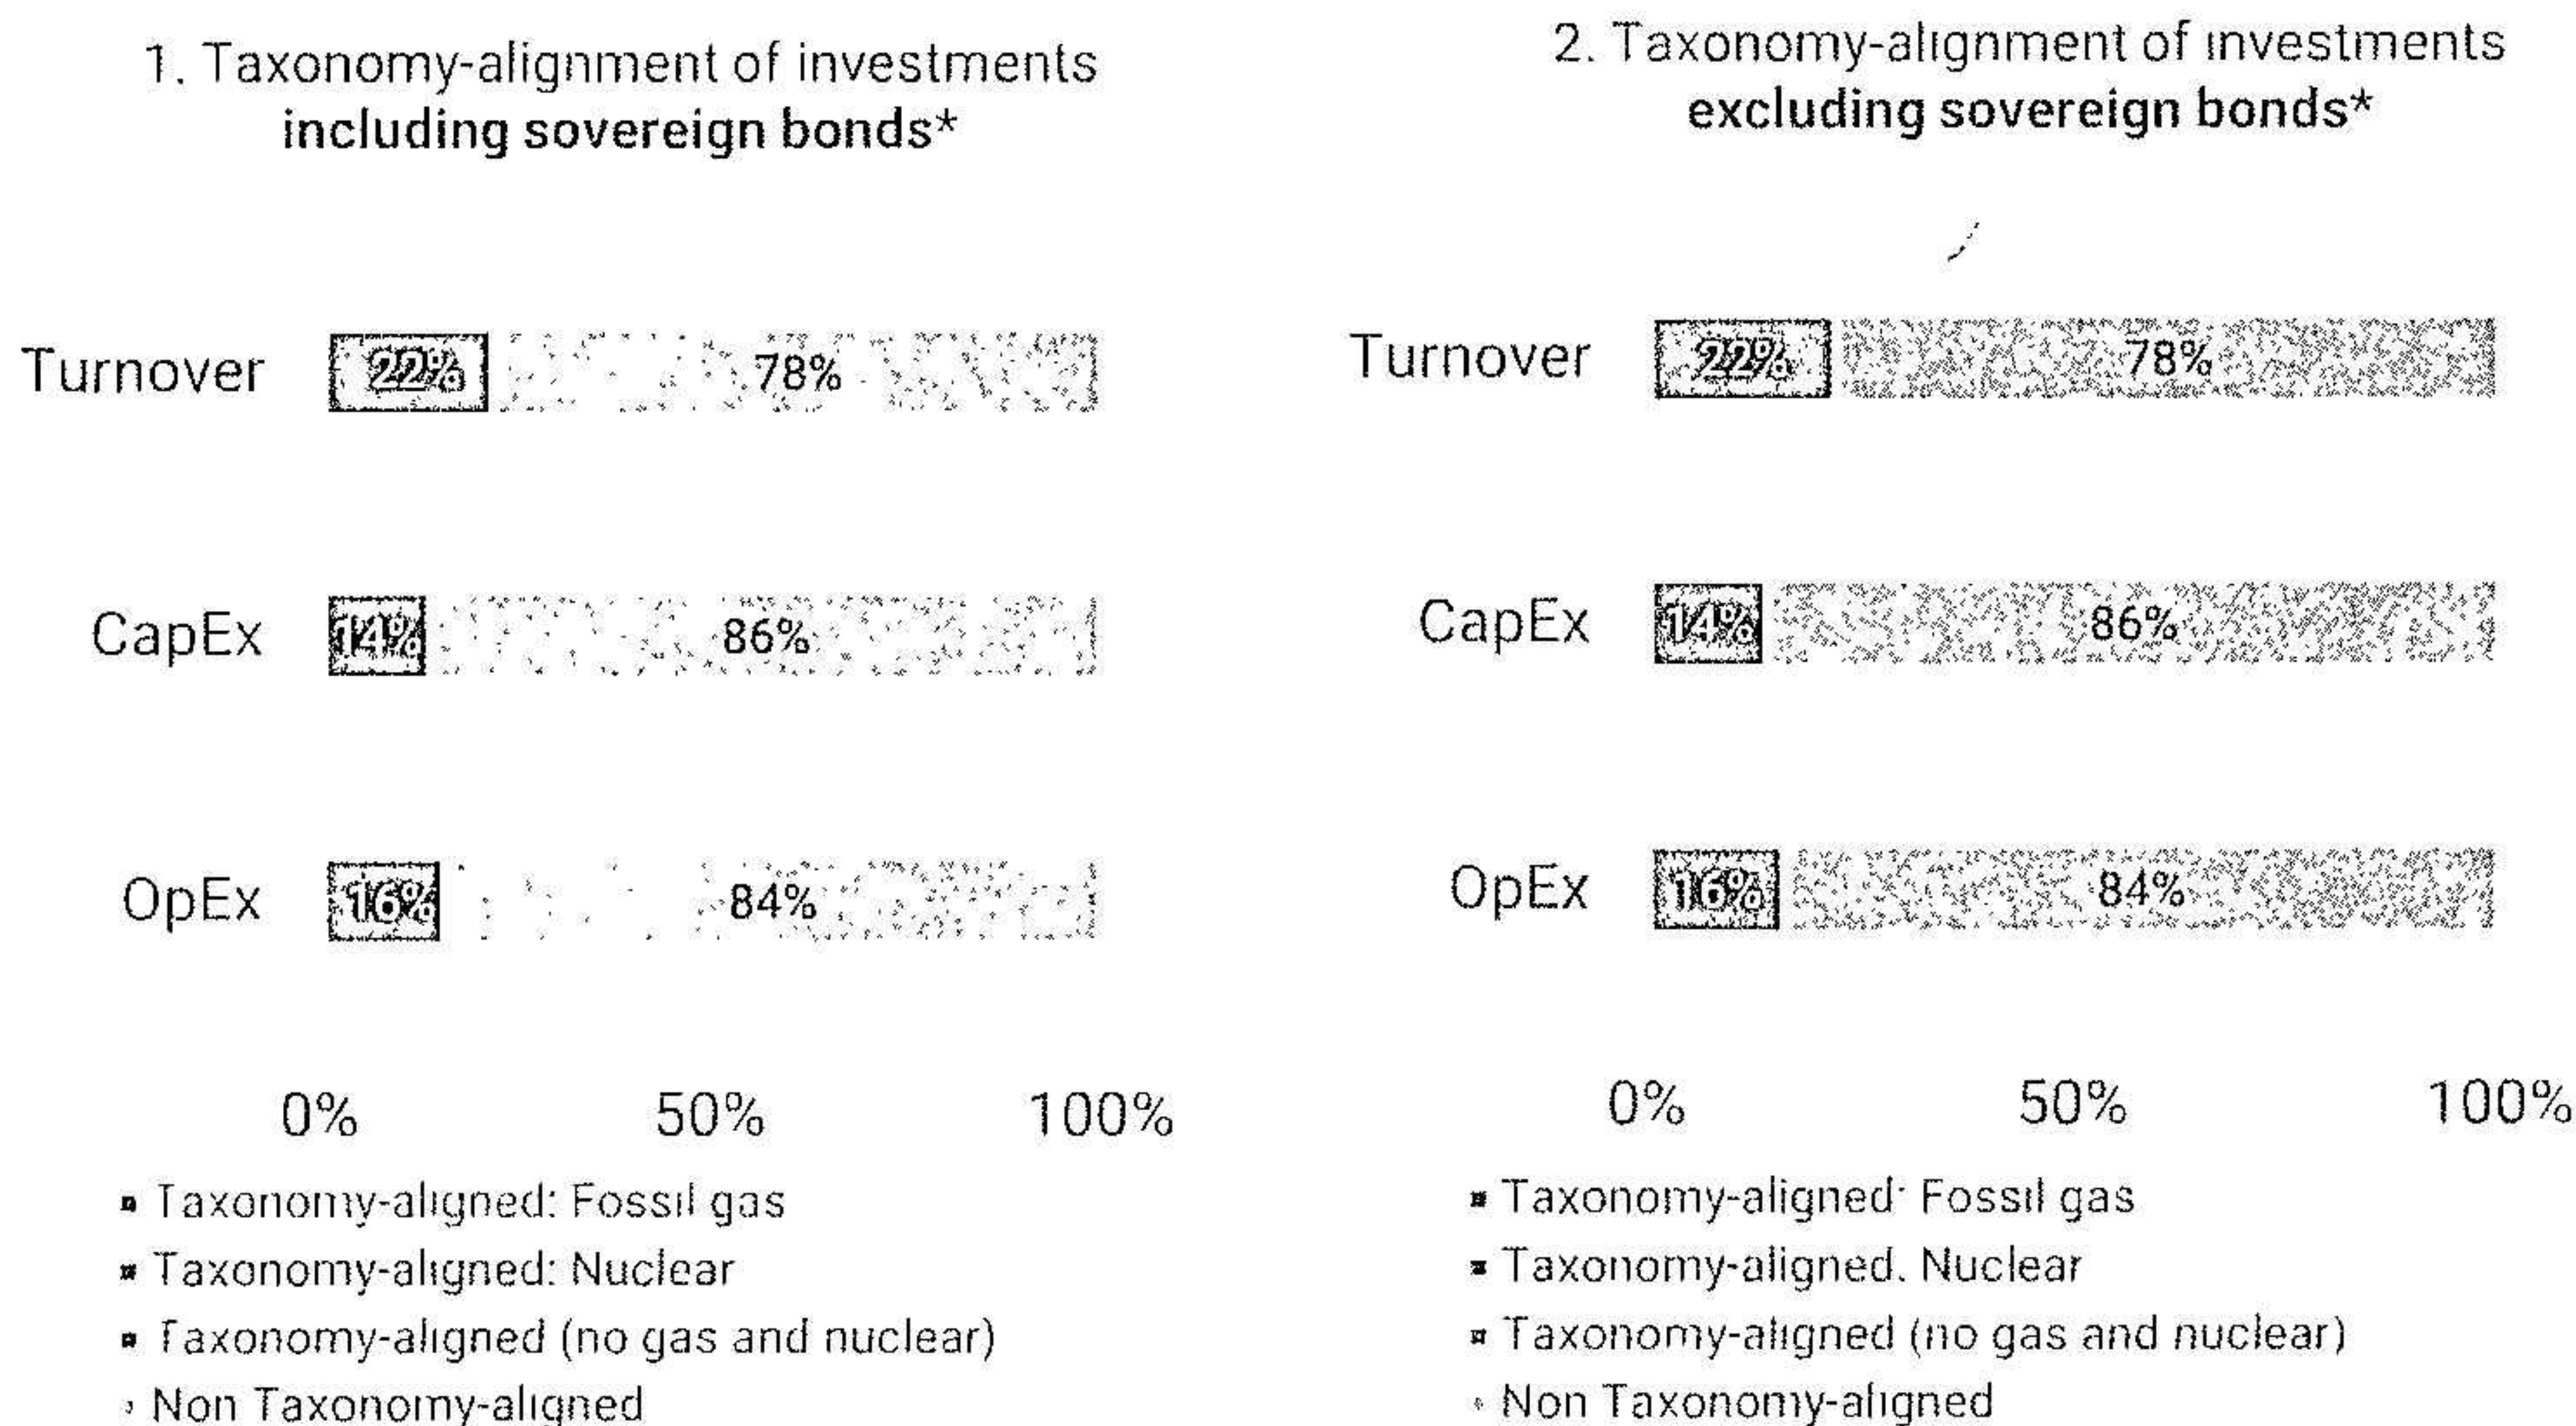 1. Taxonomy-alignment of investments
including sovereign bonds*
Turnover 22% 78%
CapEx 14% 86%
OpEx 16% 84%
0% 50% 100%
Taxonomy-aligned: Fossil gas
Taxonomy-aligned: Nuclear
Taxonomy-aligned (no gas and nuclear)
Non Taxonomy-aligned
2. Taxonomy-alignment of investments
excluding sovereign bonds*
Turnover 22% 78%
CapEx 14% 86%
OpEx 16% 84%
0% 50% 100%
Taxonomy-aligned: Fossil gas
Taxonomy-aligned. Nuclear
Taxonomy-aligned (no gas and nuclear)
Non Taxonomy-aligned